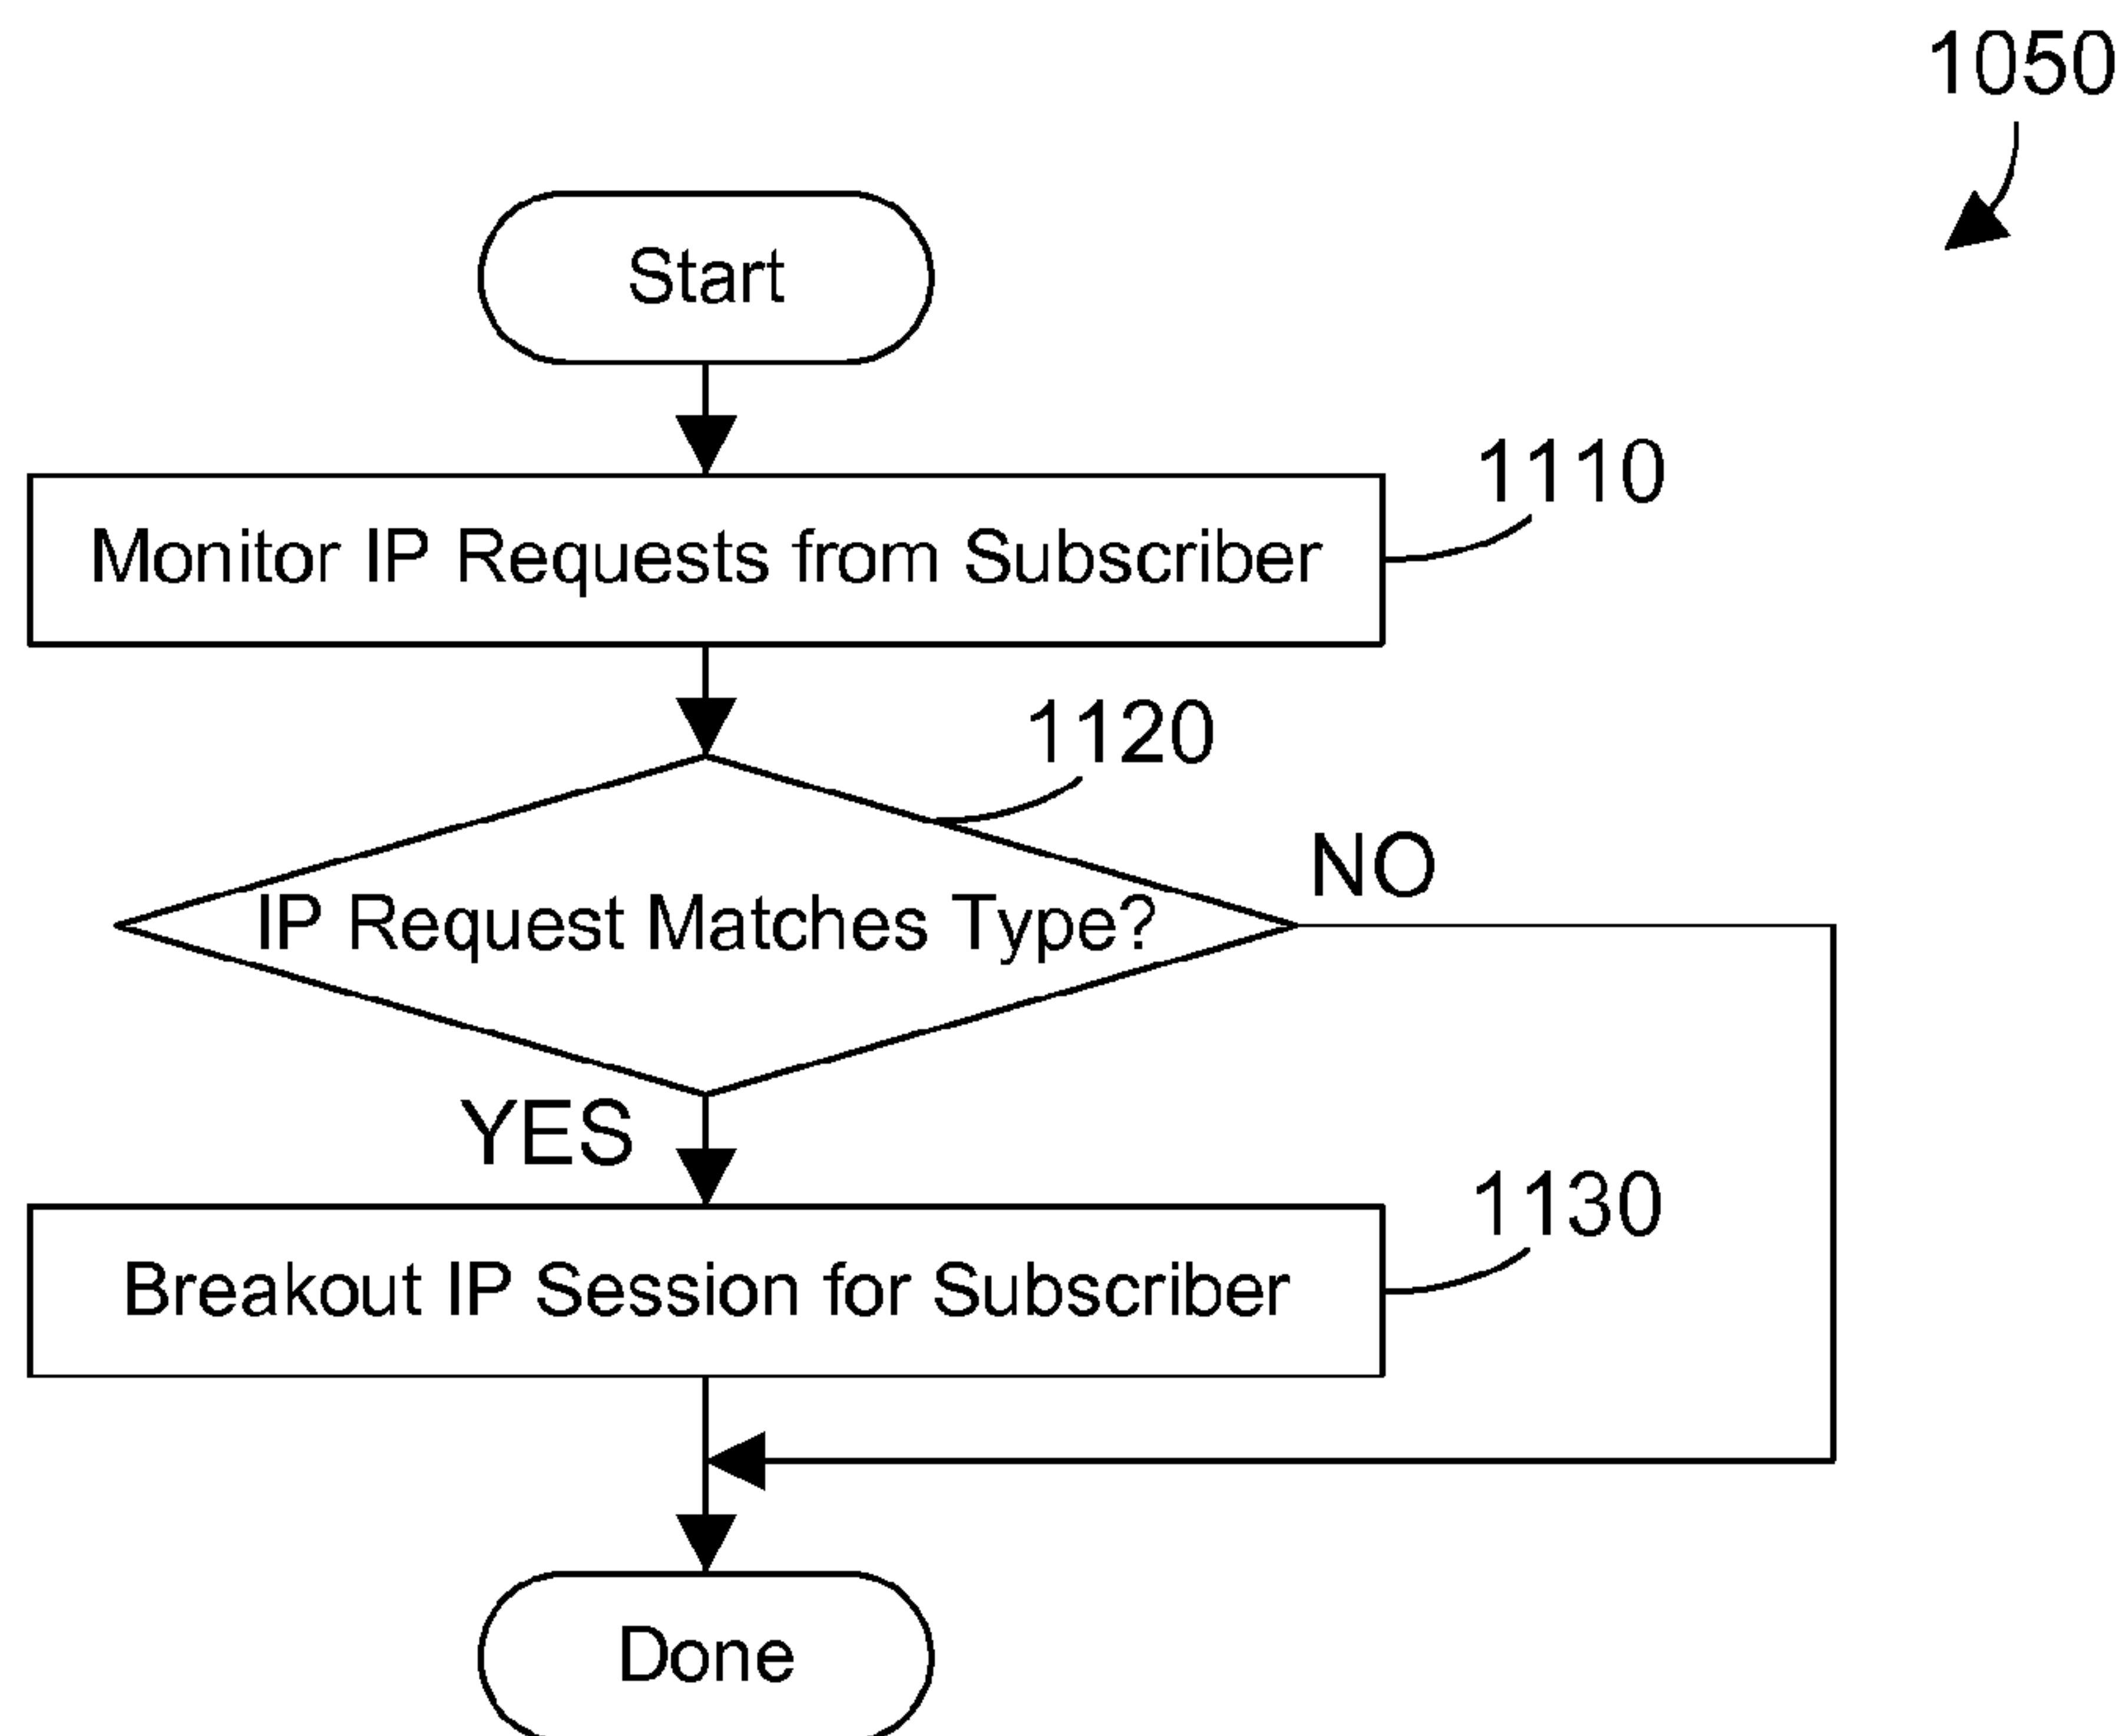 1050
Start
Monitor IP Requests from Subscriber
1110
1120
IP Request Matches Type?
NO
YES
Breakout IP Session for Subscriber
1130
Done